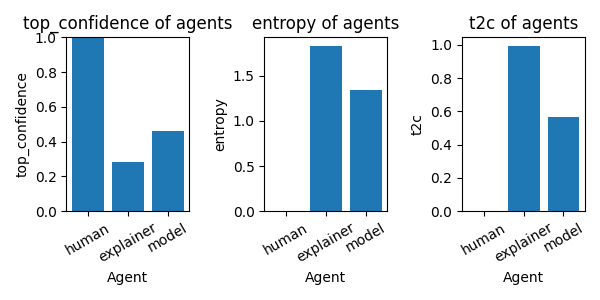 top_confidence of agents
top_confidence
1.0
0.8
0.6
0.4
0.2
0.0
human
explainer
model
Agent
entropy of agents
entropy
1.5
1.0
0.5
0.0
human
explainer
model
Agent
t2c of agents
t2c
1.0
0.8
0.6
0.4
0.2
0.0
human
explainer
model
Agent